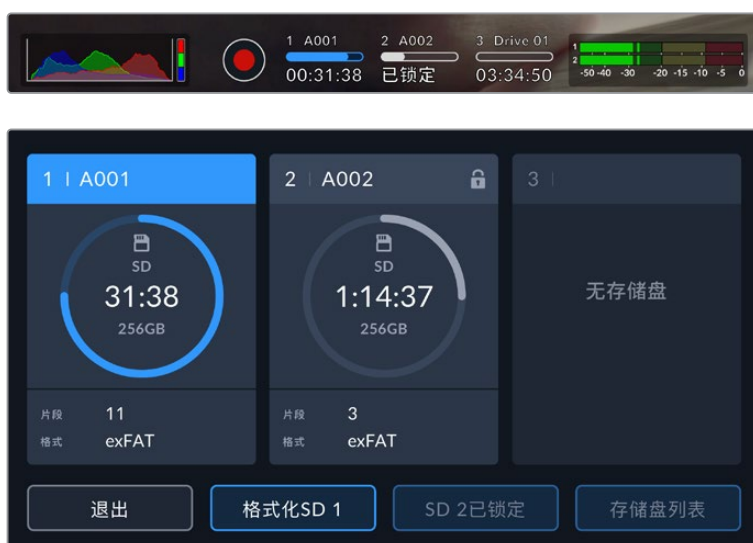 1 A001 2 A002 3 Drive 01
00:31:38 已锁定 03:34:50
1
2
-50 -40 -30 -20 -15 -10 -5 0
1 A001
SD
31:38
256GB
片段 11
格式 exFAT
2 A002
SD
1:14:37
256GB
片段 3
格式 exFAT
3
无存储盘
退出 格式化SD 1 SD 2已锁定 存储盘列表